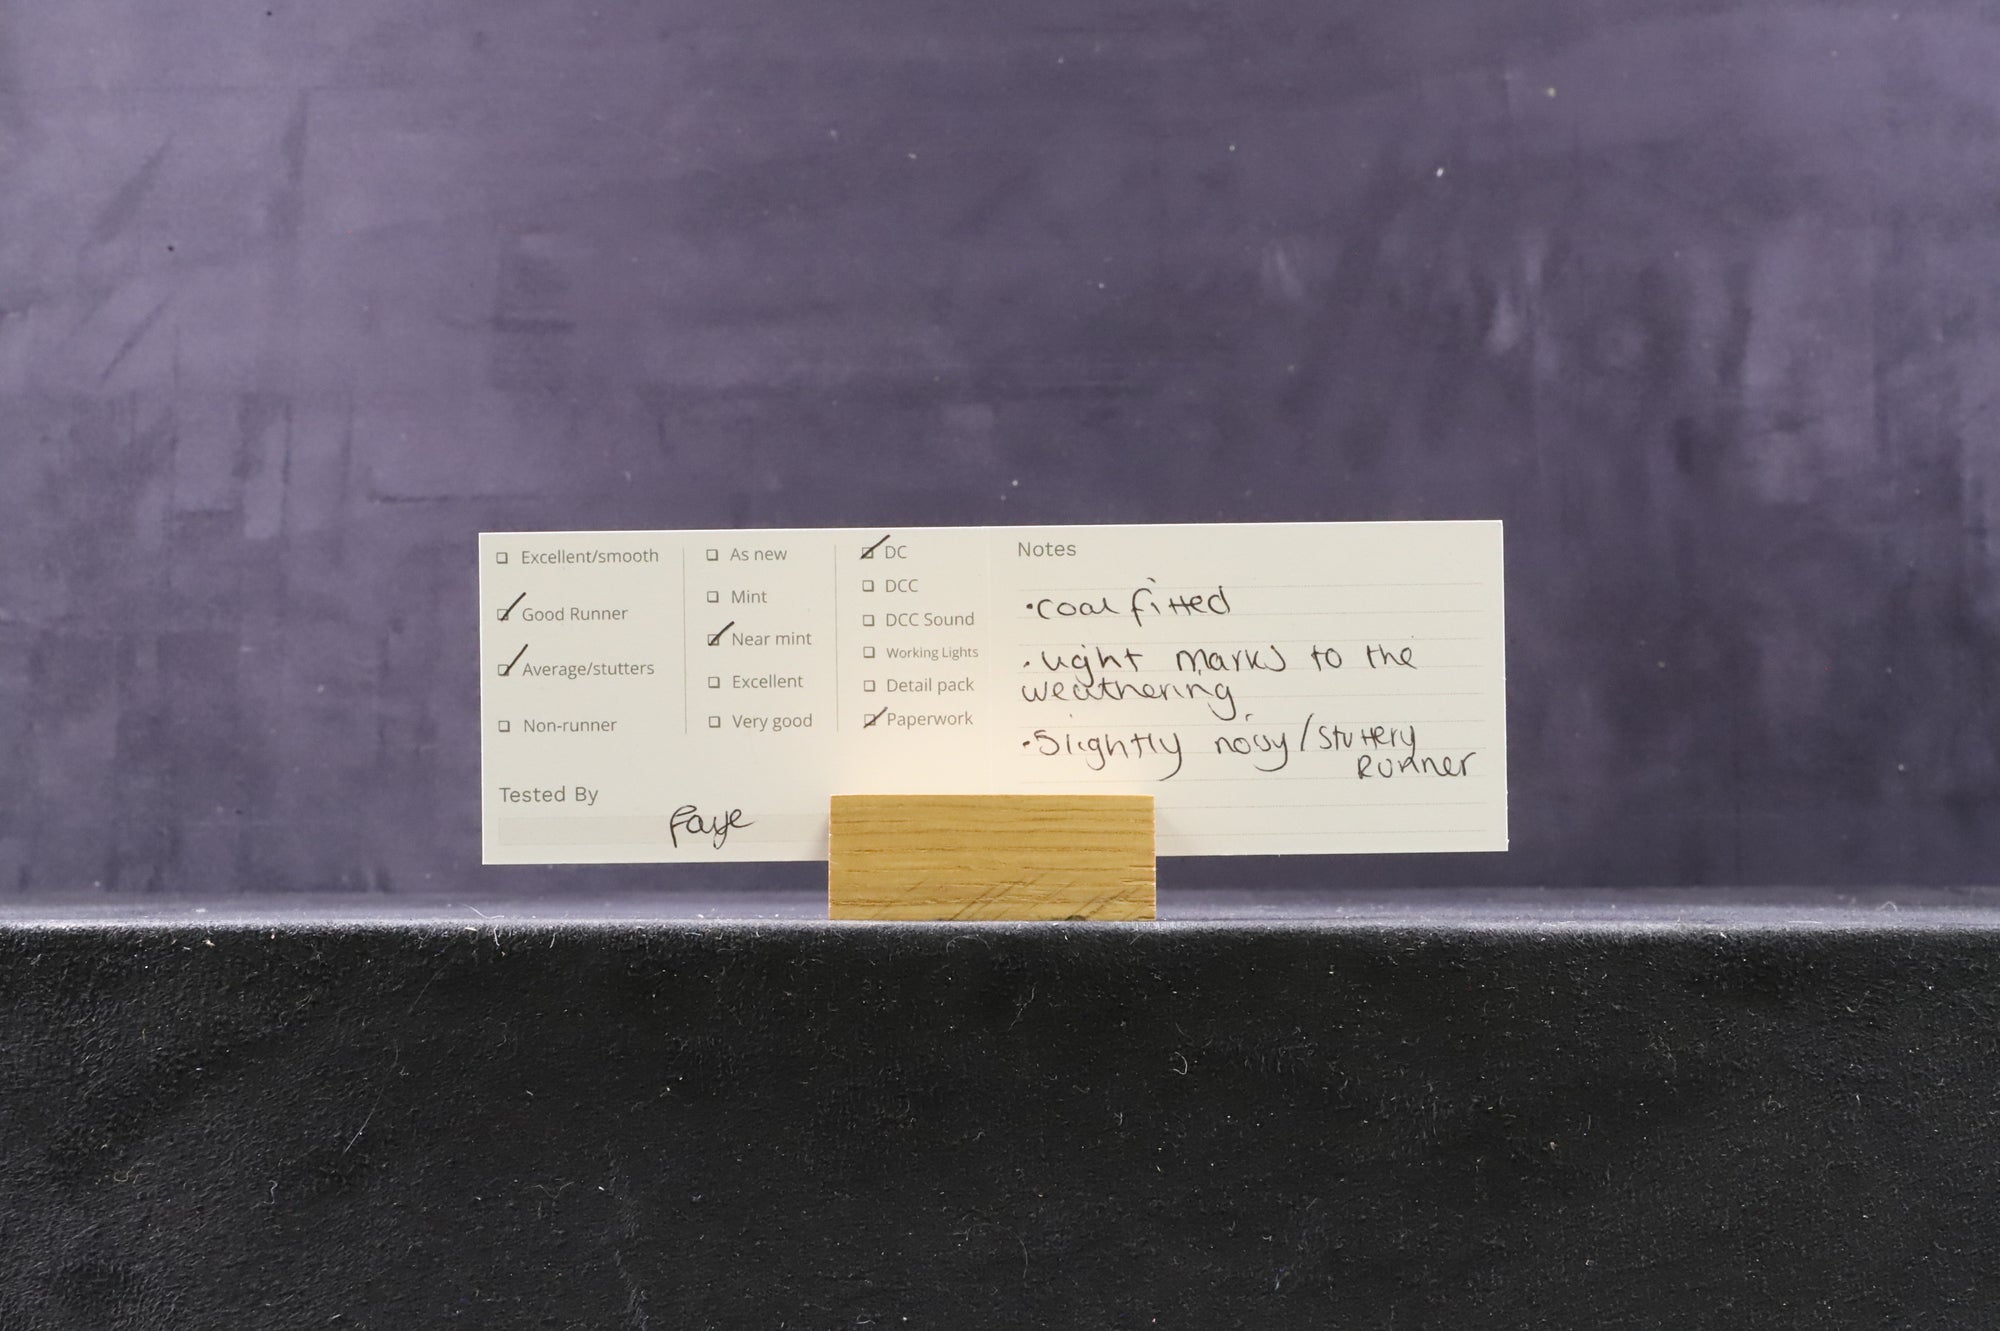 Excellent/smooth
Good Runner
Average/stutters
Non-runner
Tested By
Faye
As new
Mint
Near mint
Excellent
Very good
DC
DCC
DCC Sound
Working Lights
Detail pack
Paperwork
Notes
• coal fitted
• light marks to the
weathering
• Slightly noisy/stuttery
Runner